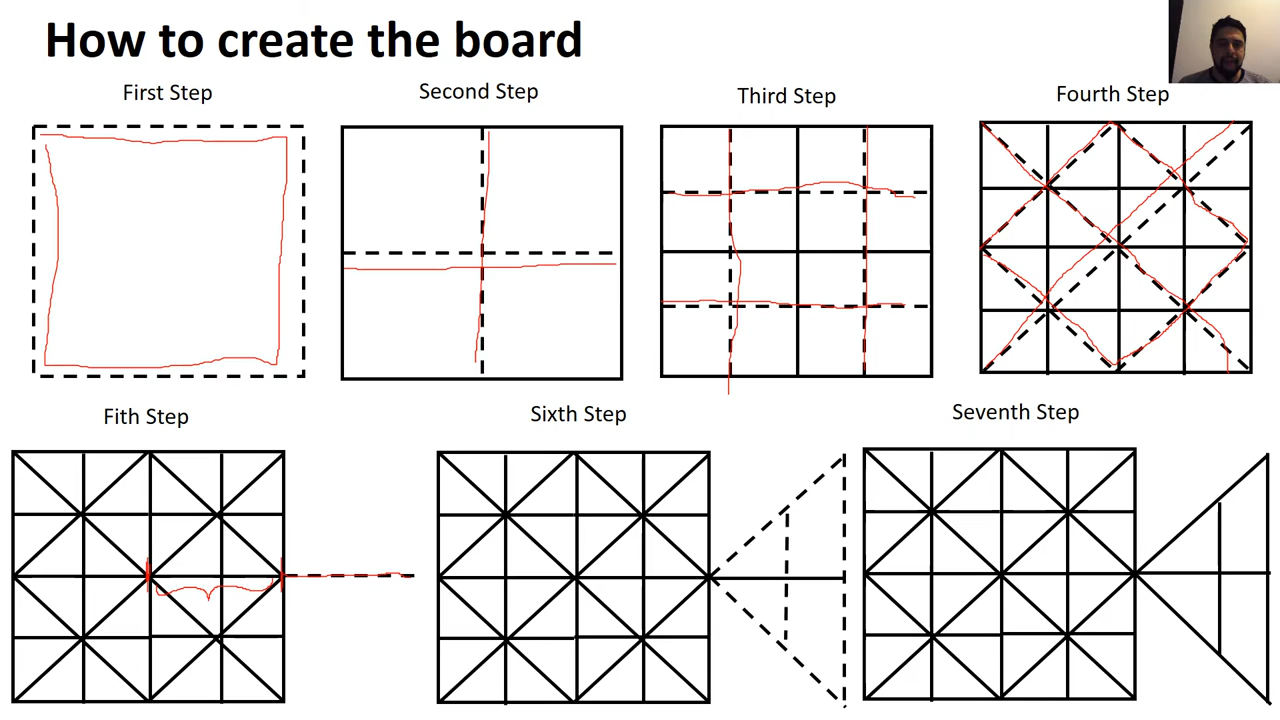 How to create the board
First Step
Second Step
Third Step
Fourth Step
Fith Step
Sixth Step
Seventh Step